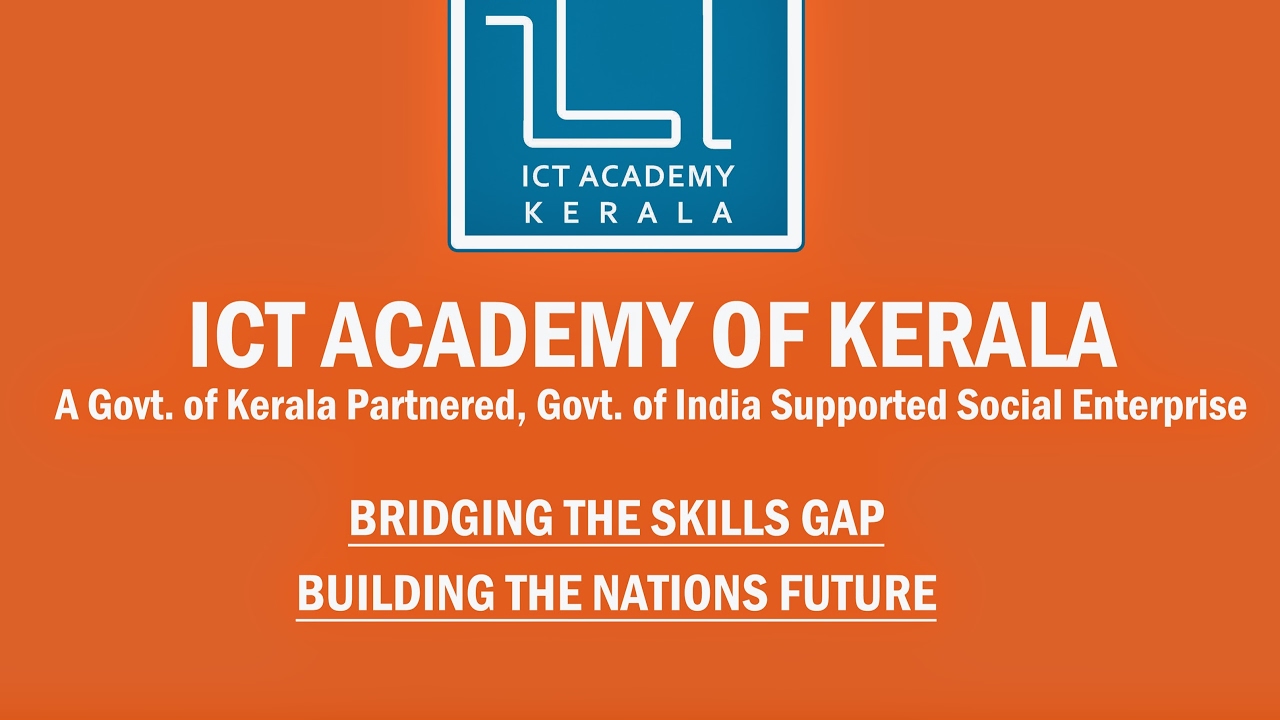 ICT ACADEMY
KERALA
ICT ACADEMY OF KERALA
A Govt. of Kerala Partnered, Govt. of India Supported Social Enterprise
BRIDGING THE SKILLS GAP
BUILDING THE NATIONS FUTURE